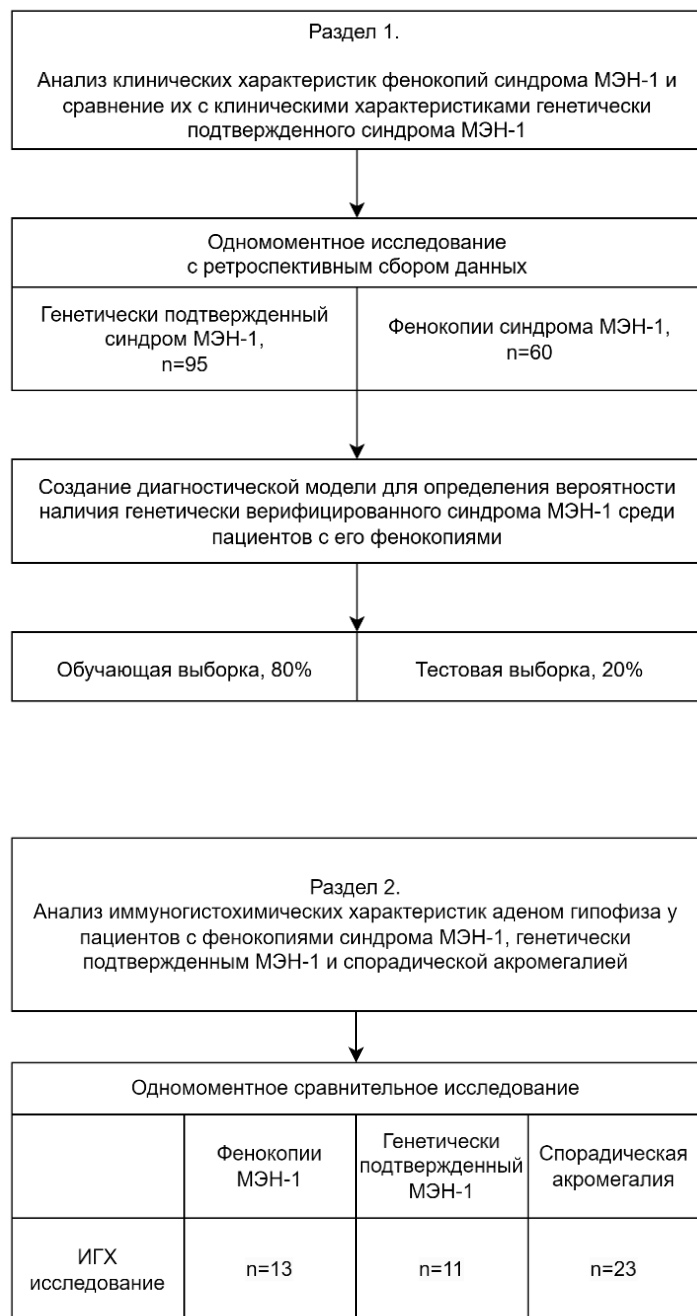 Раздел 1.
Анализ клинических характеристик фенокопий синдрома МЭН-1 и
сравнение их с клиническими характеристиками генетически
подтвержденного синдрома МЭН-1
Одномоментное исследование
с ретроспективным сбором данных
Генетически подтвержденный
синдром МЭН-1,
n=95
Фенокопии синдрома МЭН-1,
n=60
Создание диагностической модели для определения вероятности
наличия генетически верифицированного синдрома МЭН-1 среди
пациентов с его фенокопиями
Обучающая выборка, 80%
Тестовая выборка, 20%
Раздел 2.
Анализ иммуногистохимических характеристик аденом гипофиза у
пациентов с фенокопиями синдрома МЭН-1, генетически
подтвержденным МЭН-1 и спорадической акромегалией
Одномоментное сравнительное исследование
Фенокопии
МЭН-1
Генетически
подтвержденный
МЭН-1
Спорадическая
акромегалия
ИГХ
исследование
n=13
n=11
n=23